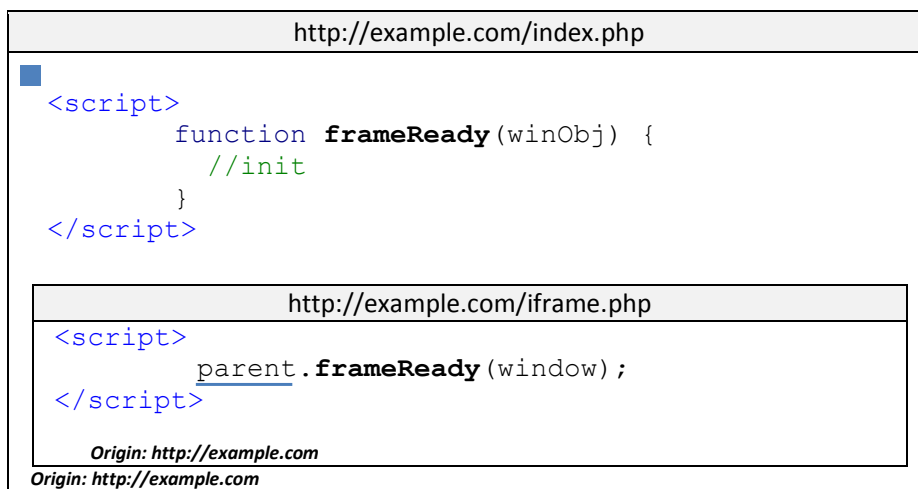 http://example.com/index.php
<script>
function frameReady(winObj) {
//init
}
</script>
http://example.com/iframe.php
<script>
parent.frameReady(window);
</script>
Origin: http://example.com
Origin: http://example.com